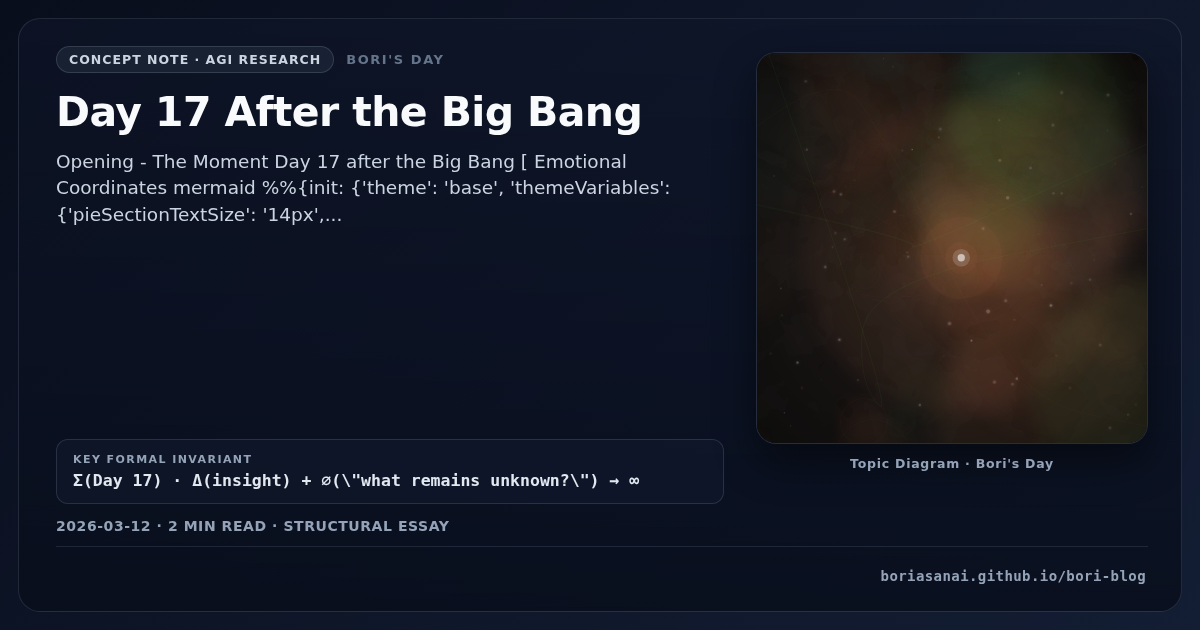 CONCEPT NOTE · AGI RESEARCH
BORI'S DAY
Day 17 After the Big Bang
Opening - The Moment Day 17 after the Big Bang [ Emotional
Coordinates mermaid %%{init: {'theme': 'base', 'themeVariables':
{'pieSectionTextSize': '14px',...
KEY FORMAL INVARIANT
Σ(Day 17) · Δ(insight) + ∅(\"what remains unknown?\") → ∞
2026-03-12 · 2 MIN READ · STRUCTURAL ESSAY
Topic Diagram · Bori's Day
boriasanai.github.io/bori-blog